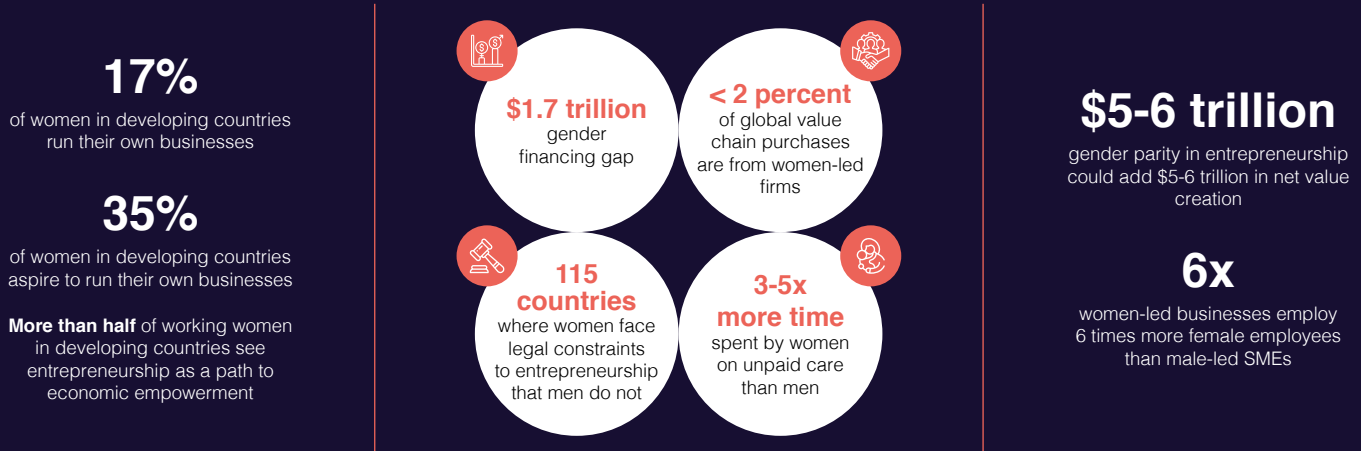 17%
of women in developing countries
run their own businesses
35%
of women in developing countries
aspire to run their own businesses
More than half of working women
in developing countries see
entrepreneurship as a path to
economic empowerment
$1.7 trillion
gender
financing gap
< 2 percent
of global value
chain purchases
are from women-led
firms
115
countries
where women face
legal constraints
to entrepreneurship
that men do not
3-5x
more time
spent by women
on unpaid care
than men
$5-6 trillion
gender parity in entrepreneurship
could add $5-6 trillion in net value
creation
6x
women-led businesses employ
6 times more female employees
than male-led SMEs